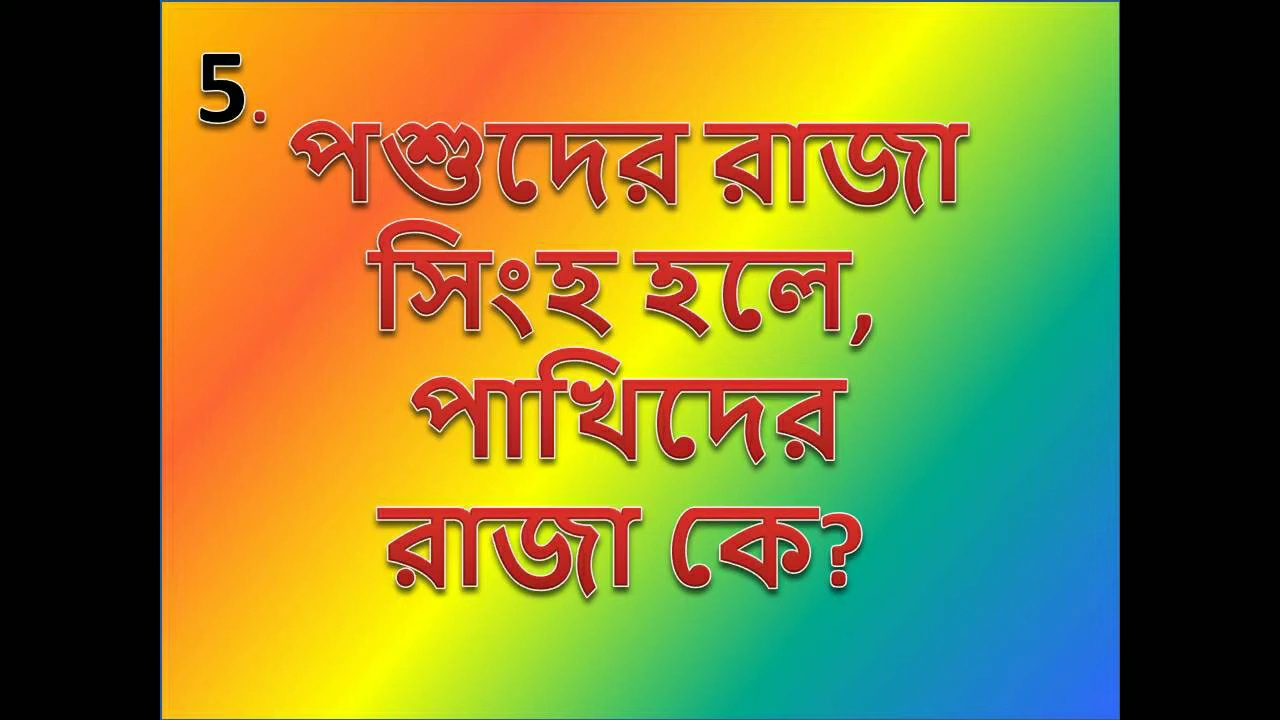 5.
পশুদের রাজা
সিংহ হলে,
পাখিদের
রাজা কে?